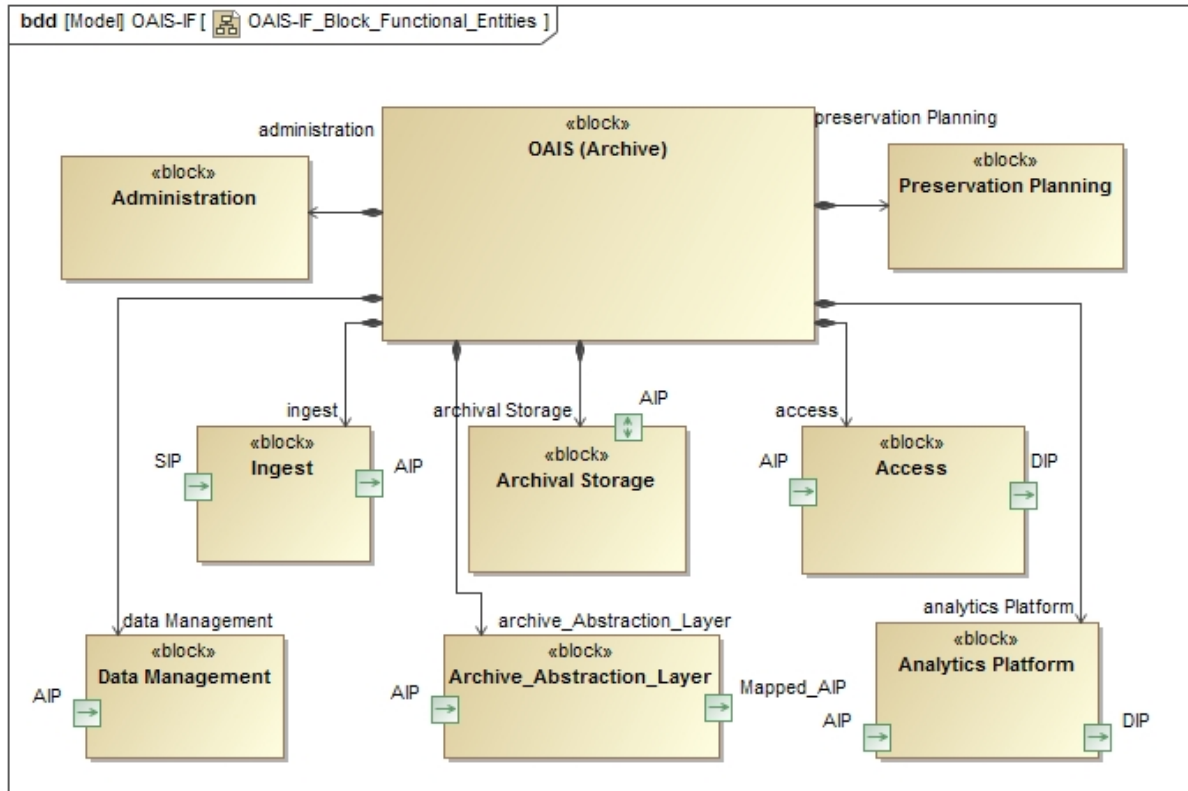 bdd [Model] OAIS-IF [ OAIS-IF_Block_Functional_Entities ]
administration
«block»
OAIS (Archive)
preservation Planning
«block»
Administration
«block»
Preservation Planning
ingest
archival Storage
AIP
access
SIP
«block»
Ingest
AIP
«block»
Archival Storage
AIP
«block»
Access
DIP
data Management
archive_Abstraction_Layer
analytics Platform
AIP
«block»
Data Management
AIP
«block»
Archive_Abstraction_Layer
Mapped_AIP
AIP
«block»
Analytics Platform
DIP